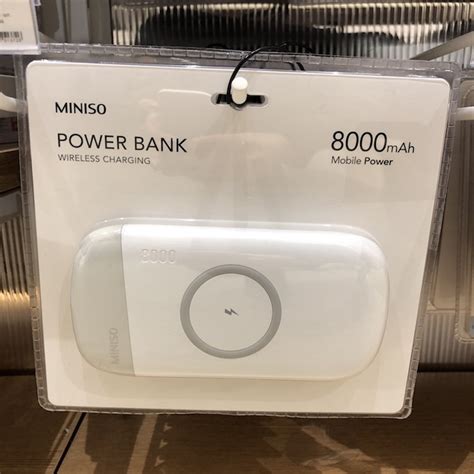 MINISO
POWER BANK
WIRELESS CHARGING
8000mAh
Mobile Power
8000
MINISO